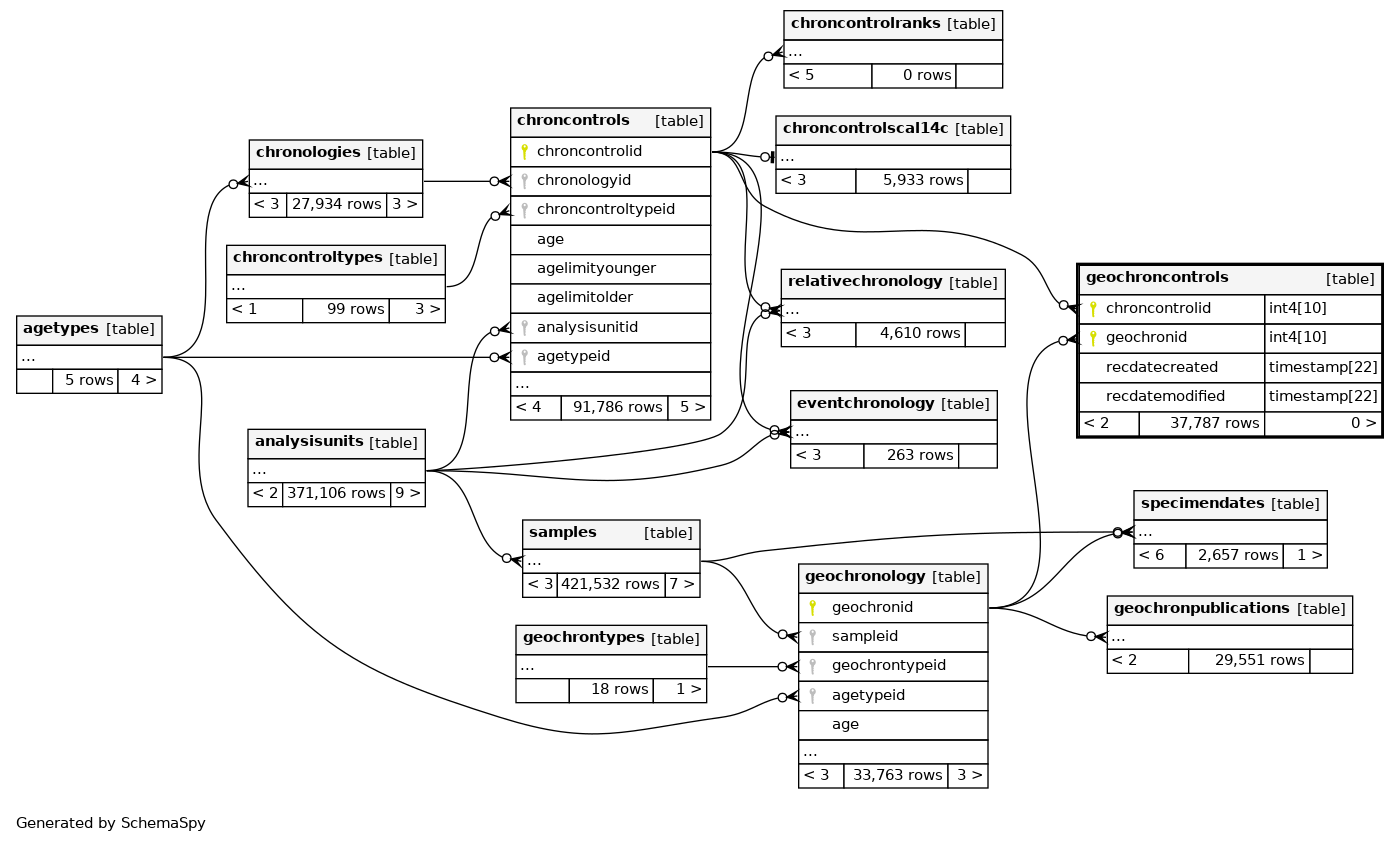 chroncontrolranks [table]
...
< 5 0 rows
chroncontrolscal14c [table]
...
< 3 5,933 rows
chroncontrols [table]
chroncontrolid
chronologyid
chroncontroltypeid
age
agelimityounger
agelimitolder
analysisunitid
agetypeid
...
< 4 91,786 rows 5 >
chronologies [table]
...
< 3 27,934 rows 3 >
chroncontroltypes [table]
...
< 1 99 rows 3 >
agetypes [table]
...
5 rows 4 >
relativechronology [table]
...
< 3 4,610 rows
geochroncontrols [table]
chroncontrolid int4[10]
geochronid int4[10]
recdatecreated timestamp[22]
recdatemodified timestamp[22]
< 2 37,787 rows 0 >
eventchronology [table]
...
< 3 263 rows
analysisunits [table]
...
< 2 371,106 rows 9 >
samples [table]
...
< 3 421,532 rows 7 >
specimendates [table]
...
< 6 2,657 rows 1 >
geochronology [table]
geochronid
sampleid
geochrontypeid
agetypeid
age
...
< 3 33,763 rows 3 >
geochronpublications [table]
...
< 2 29,551 rows
geochrontypes [table]
...
18 rows 1 >
Generated by SchemaSpy